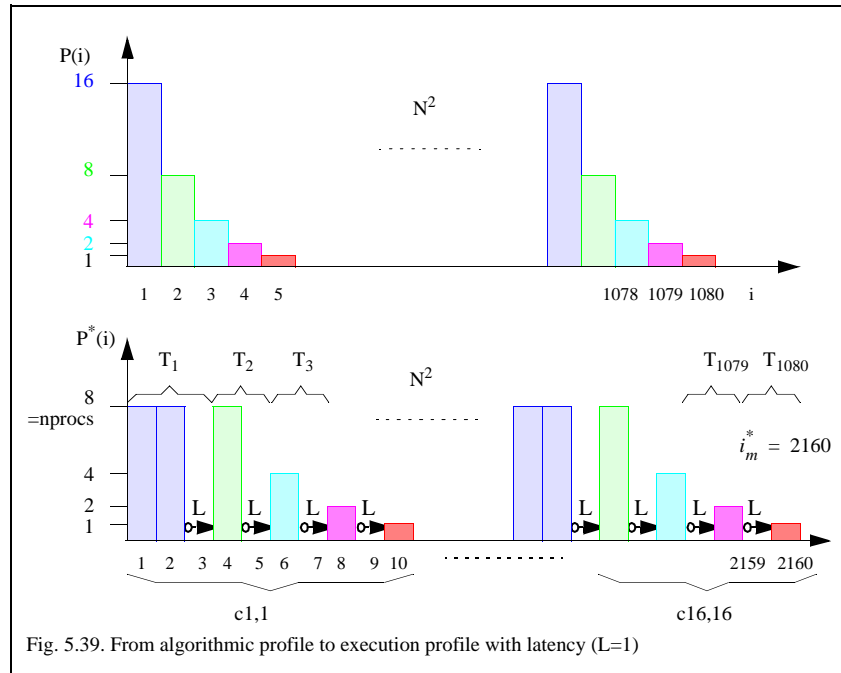 P(i)
16
8
4
2
1
N²
1 2 3 4 5 1078 1079 1080 i
P*(i)
T₁ T₂ T₃ N² T₁₀₇₉ T₁₀₈₀
8
=nprocs
i*ₘ = 2160
4
2
1
L L L L L L L L
1 2 3 4 5 6 7 8 9 10 2159 2160
c1,1 c16,16
Fig. 5.39. From algorithmic profile to execution profile with latency (L=1)